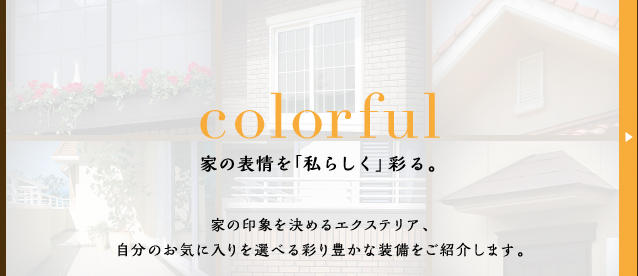 colorful
家の表情を「私らしく」彩る。
家の印象を決めるエクステリア、
自分のお気に入りを選べる彩り豊かな装備をご紹介します。